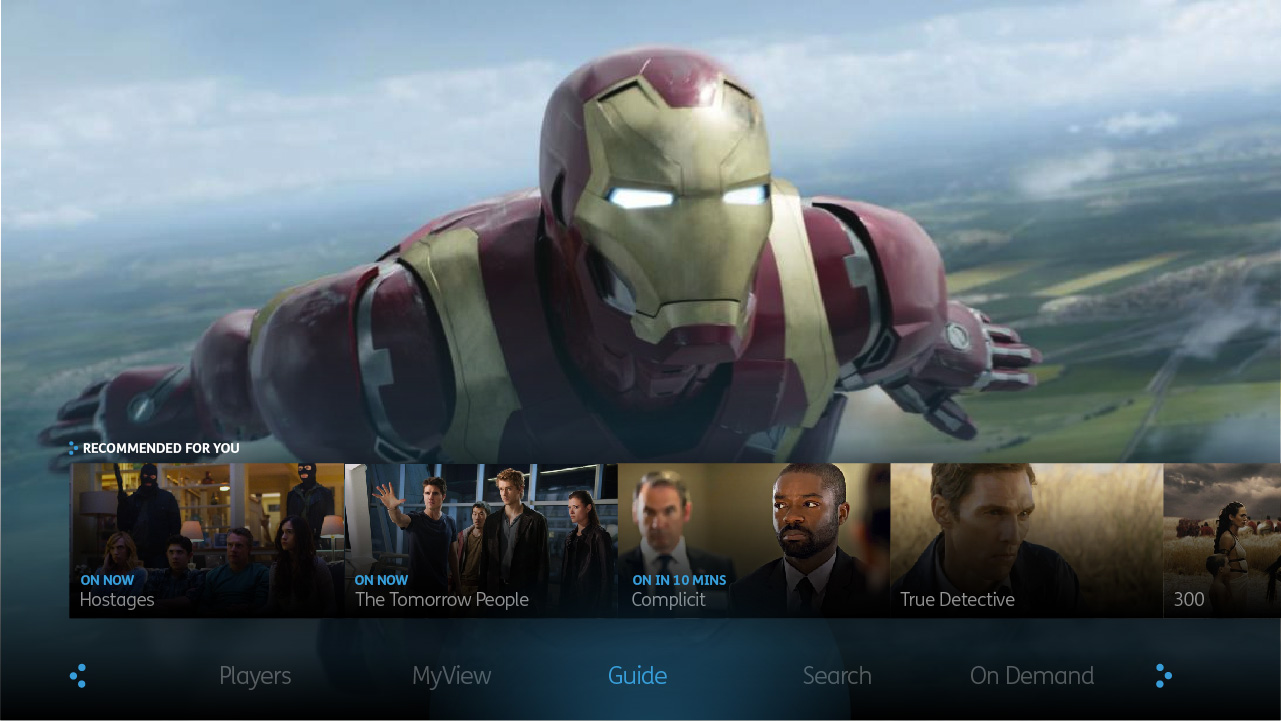 RECOMMENDED FOR YOU
ON NOW
Hostages
ON NOW
The Tomorrow People
ON IN 10 MINS
Complicit
True Detective
300
Players MyView Guide Search On Demand